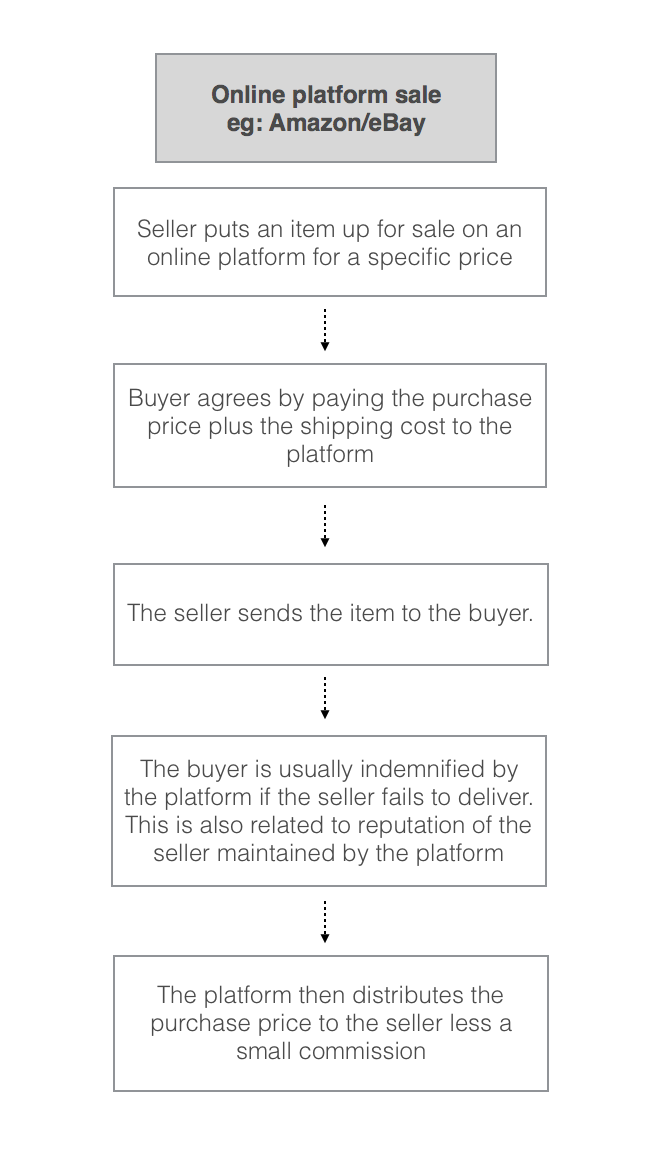 Online platform sale
eg: Amazon/eBay
Seller puts an item up for sale on an
online platform for a specific price
Buyer agrees by paying the purchase
price plus the shipping cost to the
platform
The seller sends the item to the buyer.
The buyer is usually indemnified by
the platform if the seller fails to deliver.
This is also related to reputation of the
seller maintained by the platform
The platform then distributes the
purchase price to the seller less a
small commission